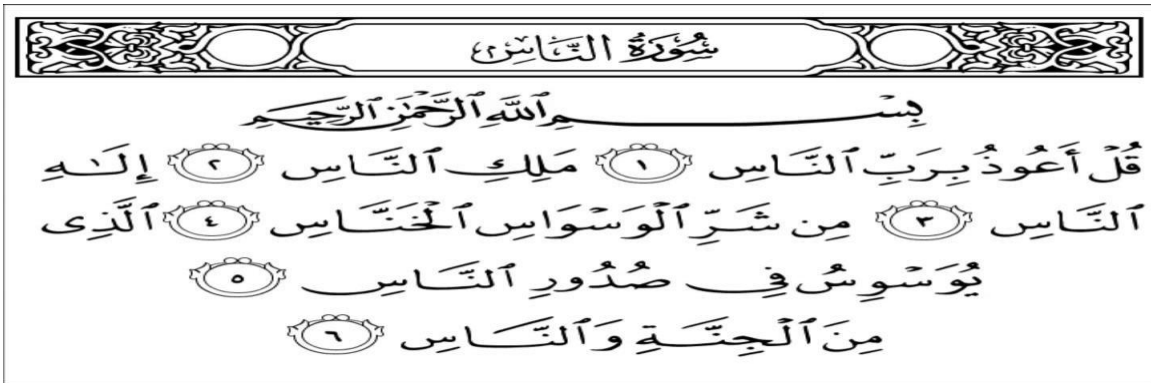 سُورَةُ النَّاسِ
بِسْمِ ٱللَّهِ ٱلرَّحْمَٰنِ ٱلرَّحِيمِ
قُلْ أَعُوذُ بِرَبِّ ٱلنَّاسِ ١ مَلِكِ ٱلنَّاسِ ٢ إِلَٰهِ
ٱلنَّاسِ ٣ مِن شَرِّ ٱلْوَسْوَاسِ ٱلْخَنَّاسِ ٤ ٱلَّذِى
يُوَسْوِسُ فِى صُدُورِ ٱلنَّاسِ ٥
مِنَ ٱلْجِنَّةِ وَٱلنَّاسِ ٦